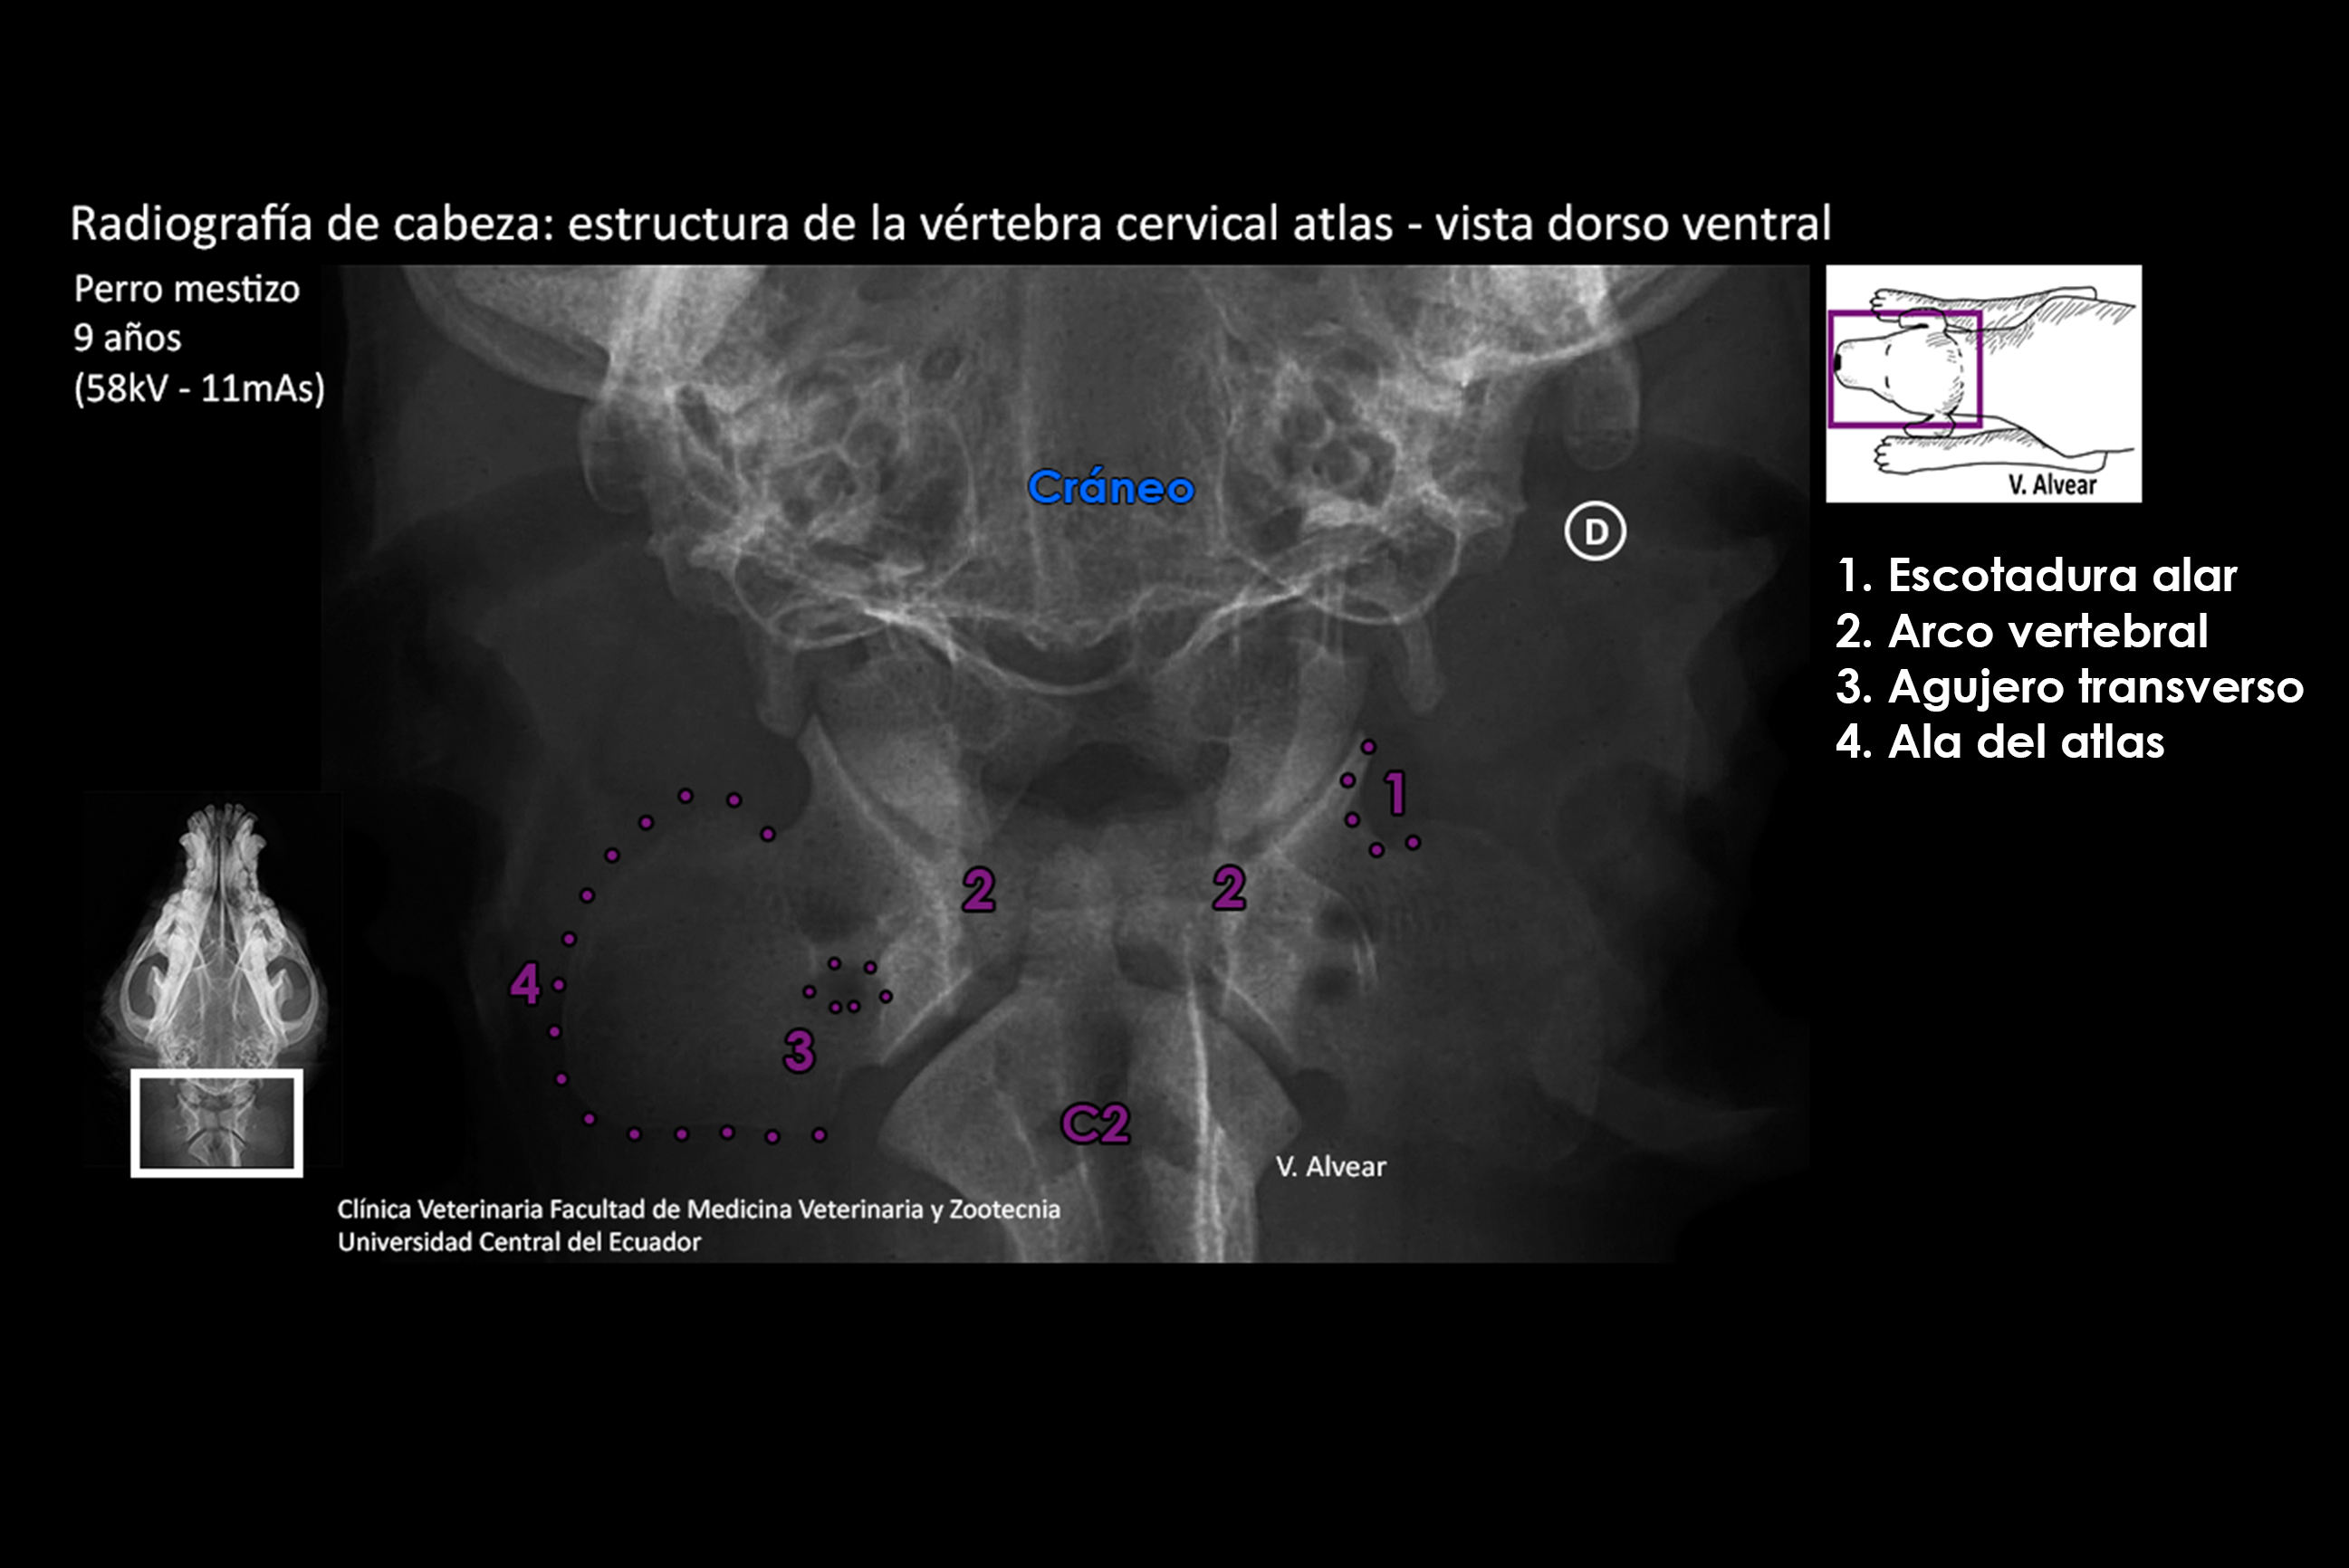 Radiografía de cabeza: estructura de la vértebra cervical atlas - vista dorso ventral
Perro mestizo
9 años
(58kV - 11mAs)
V. Alvear
Cráneo
D
1. Escotadura alar
2. Arco vertebral
3. Agujero transverso
4. Ala del atlas
1
2
2
4
3
C2
V. Alvear
Clínica Veterinaria Facultad de Medicina Veterinaria y Zootecnia
Universidad Central del Ecuador